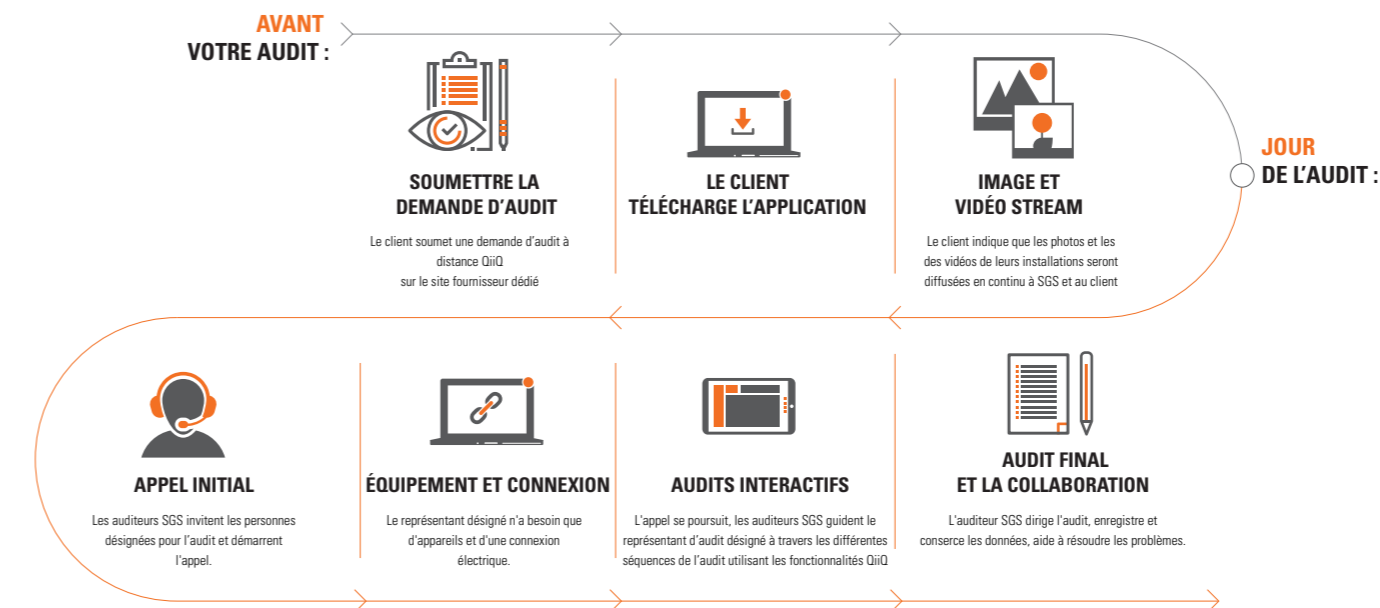 AVANT
VOTRE AUDIT :
SOUMETTRE LA
DEMANDE D'AUDIT
Le client soumet une demande d'audit à
distance QiiQ
sur le site fournisseur dédié
LE CLIENT
TÉLÉCHARGE L'APPLICATION
IMAGE ET
VIDÉO STREAM
Le client indique que les photos et les
des vidéos de leurs installations seront
diffusées en continu à SGS et au client
JOUR
DE L'AUDIT :
APPEL INITIAL
Les auditeurs SGS invitent les personnes
désignées pour l'audit et démarrent
l'appel.
ÉQUIPEMENT ET CONNEXION
Le représentant désigné n'a besoin que
d'appareils et d'une connexion
électrique.
AUDITS INTERACTIFS
L'appel se poursuit, les auditeurs SGS guident le
représentant d'audit désigné à travers les différentes
séquences de l'audit utilisant les fonctionnalités QiiQ
AUDIT FINAL
ET LA COLLABORATION
L'auditeur SGS dirige l'audit, enregistre et
conserce les données, aide à résoudre les problèmes.